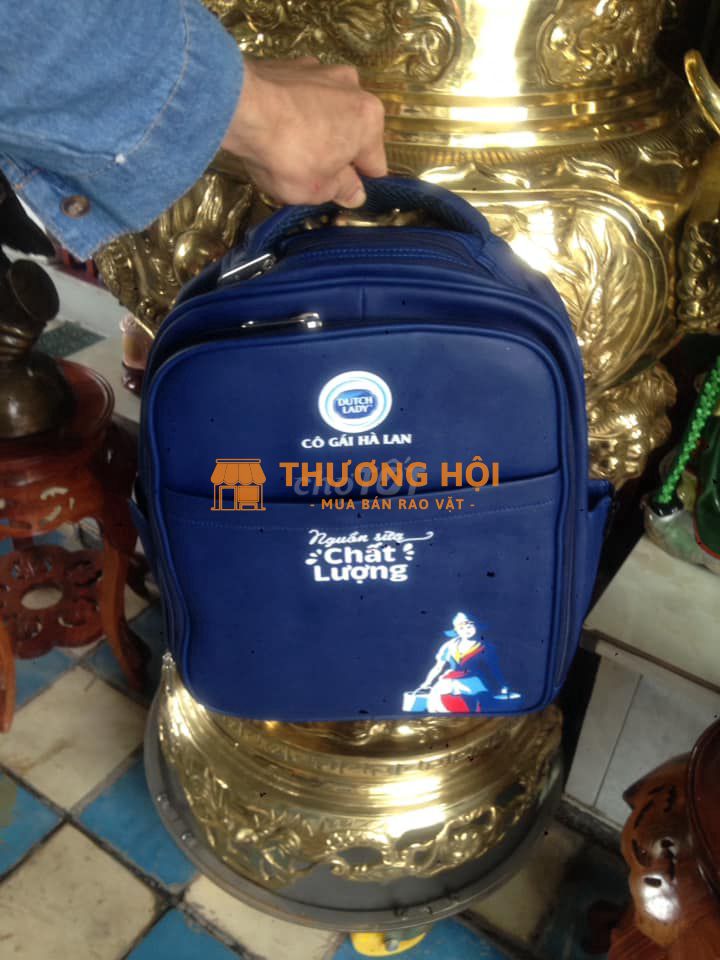 DUTCH
LADY
CÔ GÁI HÀ LAN
THƯƠNG HỘI
- MUA BÁN RAO VẶT -
Nguồn sữa
Chất
Lượng